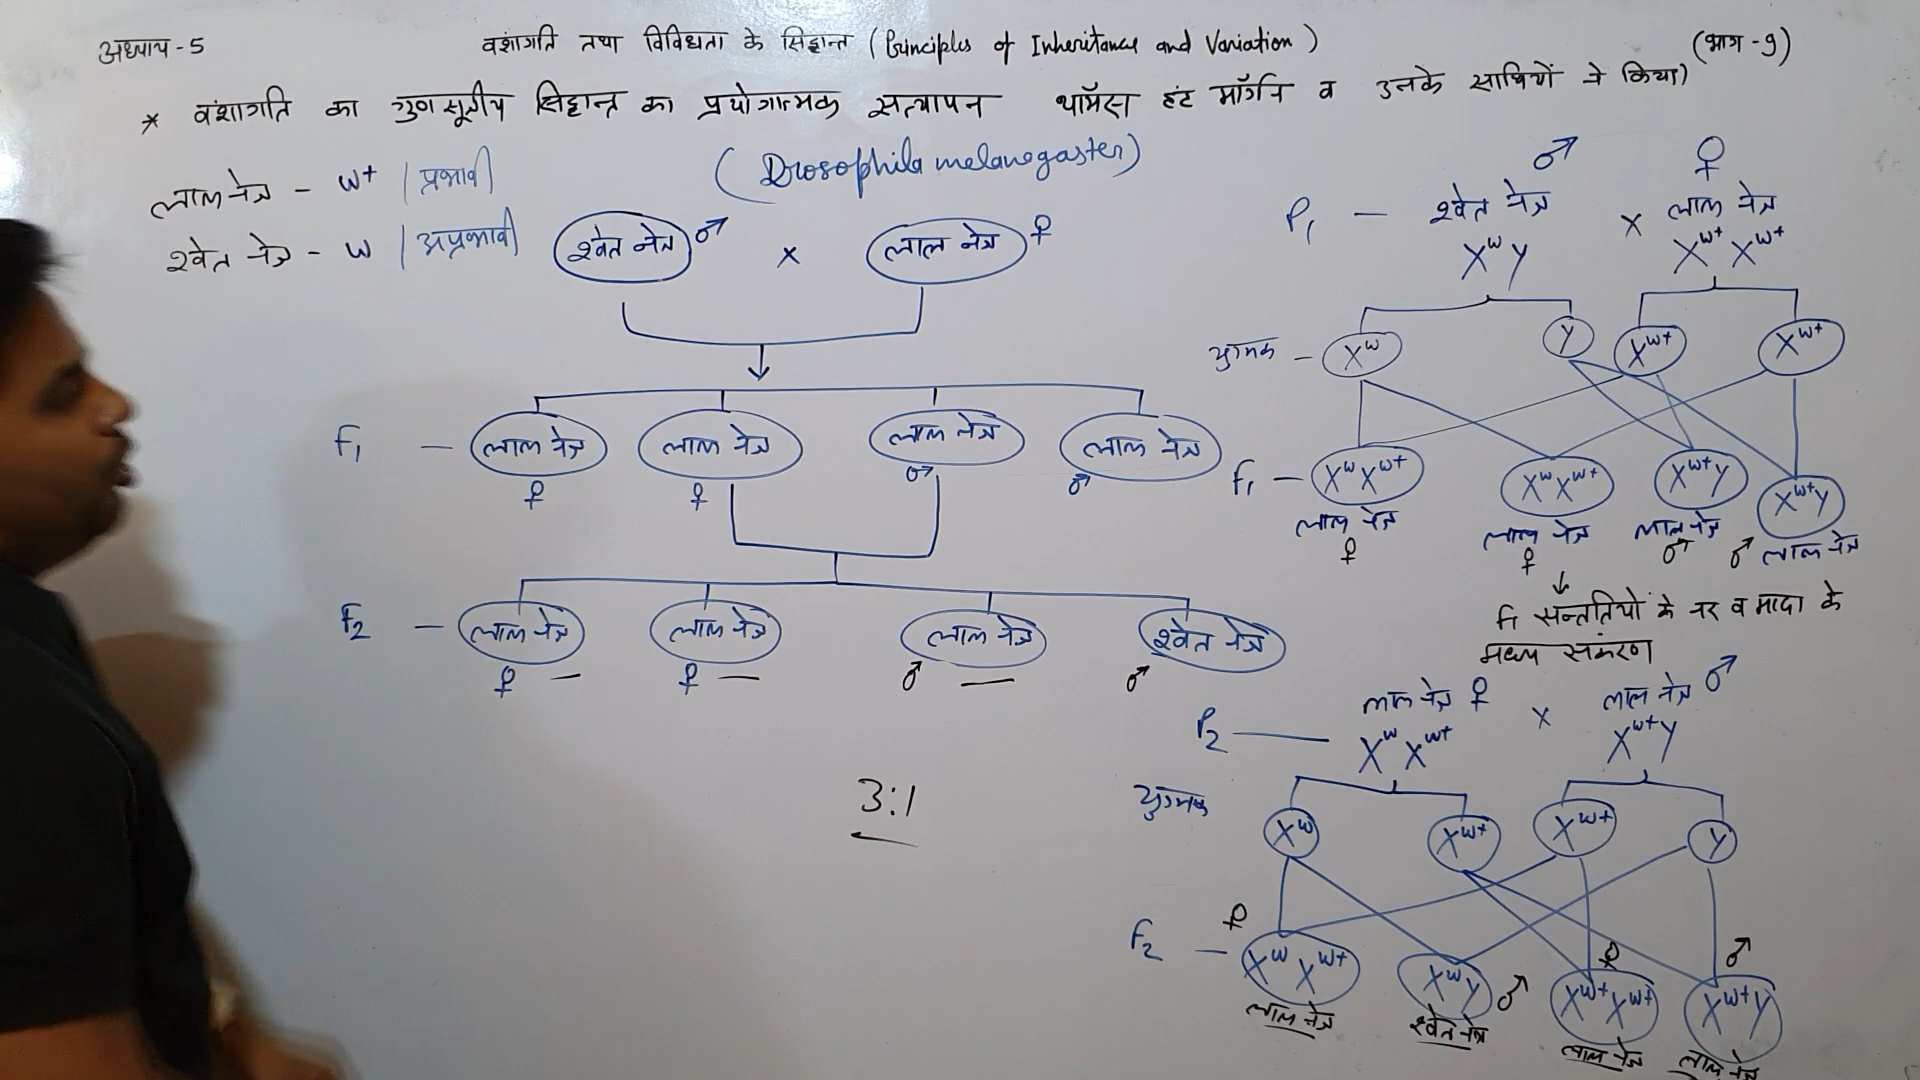 अध्याय - 5
वशांगति तथा विविधता के सिद्धान्त (Principles of Inheritance and Variation)
(भाग - 9)
* वंशागति का गुणसूत्रीय सिद्धान्त का प्रयोगात्मक सत्यापन थॉमस हंट मॉर्गन व उनके साथियों ने किया)
(Drosophila melanogaster)
लाल नेत्र - w+ | प्रभावी
श्वेत नेत्र - w | अप्रभावी
श्वेत नेत्र ♂ x लाल नेत्र ♀
F1 - लाल नेत्र लाल नेत्र लाल नेत्र लाल नेत्र
♀ ♀ ♂ ♂
F2 - लाल नेत्र लाल नेत्र लाल नेत्र श्वेत नेत्र
♀ — ♀ — ♂ — ♂
3:1
♂ ♀
P1 - श्वेत नेत्र x लाल नेत्र
X^w Y X^w+ X^w+
युग्मक - X^w Y X^w+ X^w+
F1 - X^w X^w+ X^w X^w+ X^w+ Y X^w+ Y
लाल नेत्र लाल नेत्र लाल नेत्र लाल नेत्र
♀ ♀ ♂ ♂
↓
F1 सन्ततियों के नर व मादा के
मध्य संकरण
लाल नेत्र ♀ x लाल नेत्र ♂
P2 — X^w X^w+ X^w+ Y
युग्मक X^w X^w+ X^w+ Y
♀ ♂ ♀ ♂
F2 - X^w X^w+ X^w Y X^w+ X^w+ X^w+ Y
लाल नेत्र श्वेत नेत्र लाल नेत्र लाल नेत्र